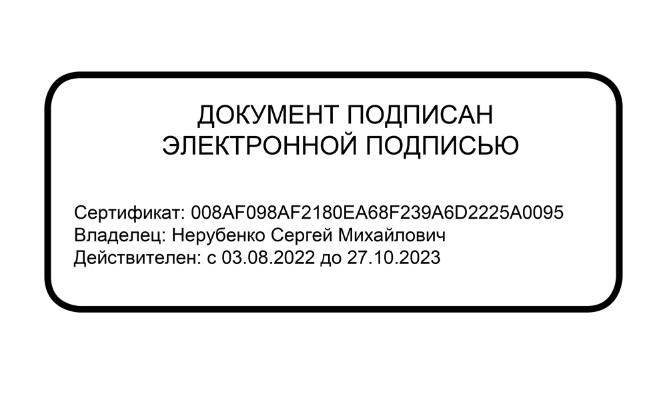 ДОКУМЕНТ ПОДПИСАН
ЭЛЕКТРОННОЙ ПОДПИСЬЮ
Сертификат: 008AF098AF2180EA68F239A6D2225A0095
Владелец: Нерубенко Сергей Михайлович
Действителен: с 03.08.2022 до 27.10.2023